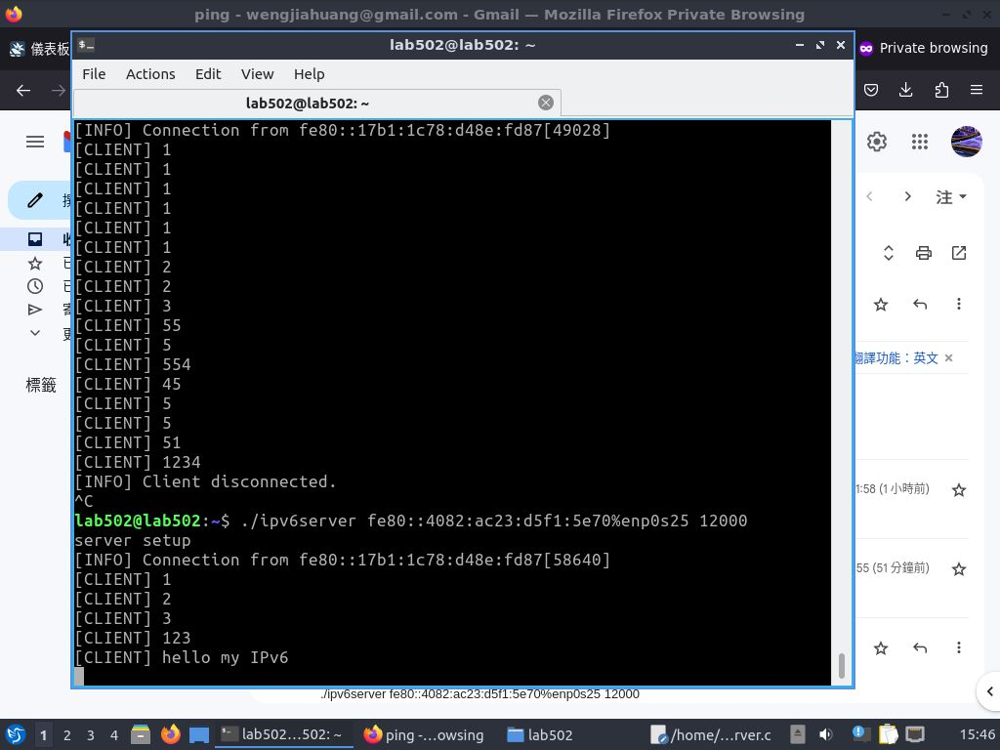 ping - wengjiahuang@gmail.com - Gmail — Mozilla Firefox Private Browsing
儀表板
lab502@lab502: ~
Private browsing
File Actions Edit View Help
lab502@lab502: ~
[INFO] Connection from fe80::17b1:1c78:d48e:fd87[49028]
[CLIENT] 1
[CLIENT] 1
[CLIENT] 1
[CLIENT] 1
[CLIENT] 1
[CLIENT] 1
[CLIENT] 2
[CLIENT] 2
[CLIENT] 3
[CLIENT] 55
[CLIENT] 5
[CLIENT] 554
[CLIENT] 45
[CLIENT] 5
[CLIENT] 5
[CLIENT] 51
[CLIENT] 1234
[INFO] Client disconnected.
^C
lab502@lab502:~$ ./ipv6server fe80::4082:ac23:d5f1:5e70%enp0s25 12000
server setup
[INFO] Connection from fe80::17b1:1c78:d48e:fd87[58640]
[CLIENT] 1
[CLIENT] 2
[CLIENT] 3
[CLIENT] 123
[CLIENT] hello my IPv6
標籤
注
翻譯功能：英文 ×
1:58 (1 小時前)
55 (51 分鐘前)
./ipv6server fe80::4082:ac23:d5f1:5e70%enp0s25 12000
1 2 3 4 lab502...502: ~ ping -...owsing lab502 /home/...rver.c 15:46